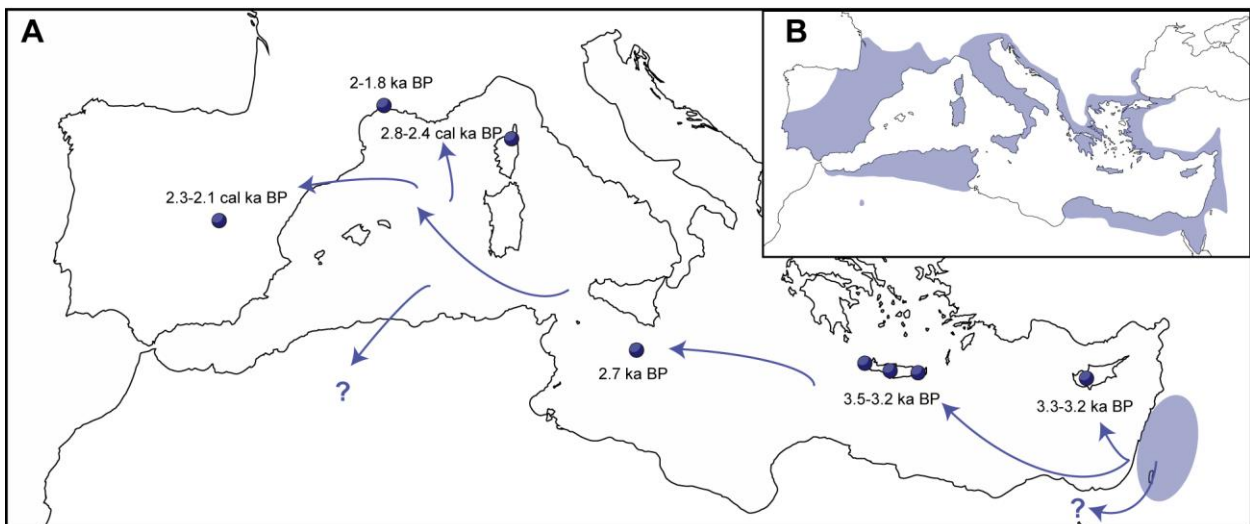 A
B
2-1.8 ka BP
2.8-2.4 cal ka BP
2.3-2.1 cal ka BP
2.7 ka BP
3.5-3.2 ka BP
3.3-3.2 ka BP
?
?